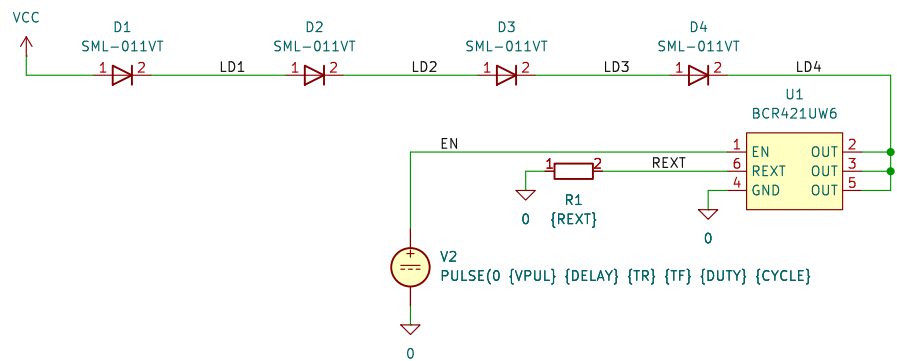 VCC
D1
SML-011VT
D2
SML-011VT
D3
SML-011VT
D4
SML-011VT
1 2
LD1
1 2
LD2
1 2
LD3
1 2
LD4
U1
BCR421UW6
EN
1 EN OUT 2
1 2
REXT
6 REXT OUT 3
4 GND OUT 5
0
R1
{REXT}
0
V2
PULSE(0 {VPUL} {DELAY} {TR} {TF} {DUTY} {CYCLE}
0